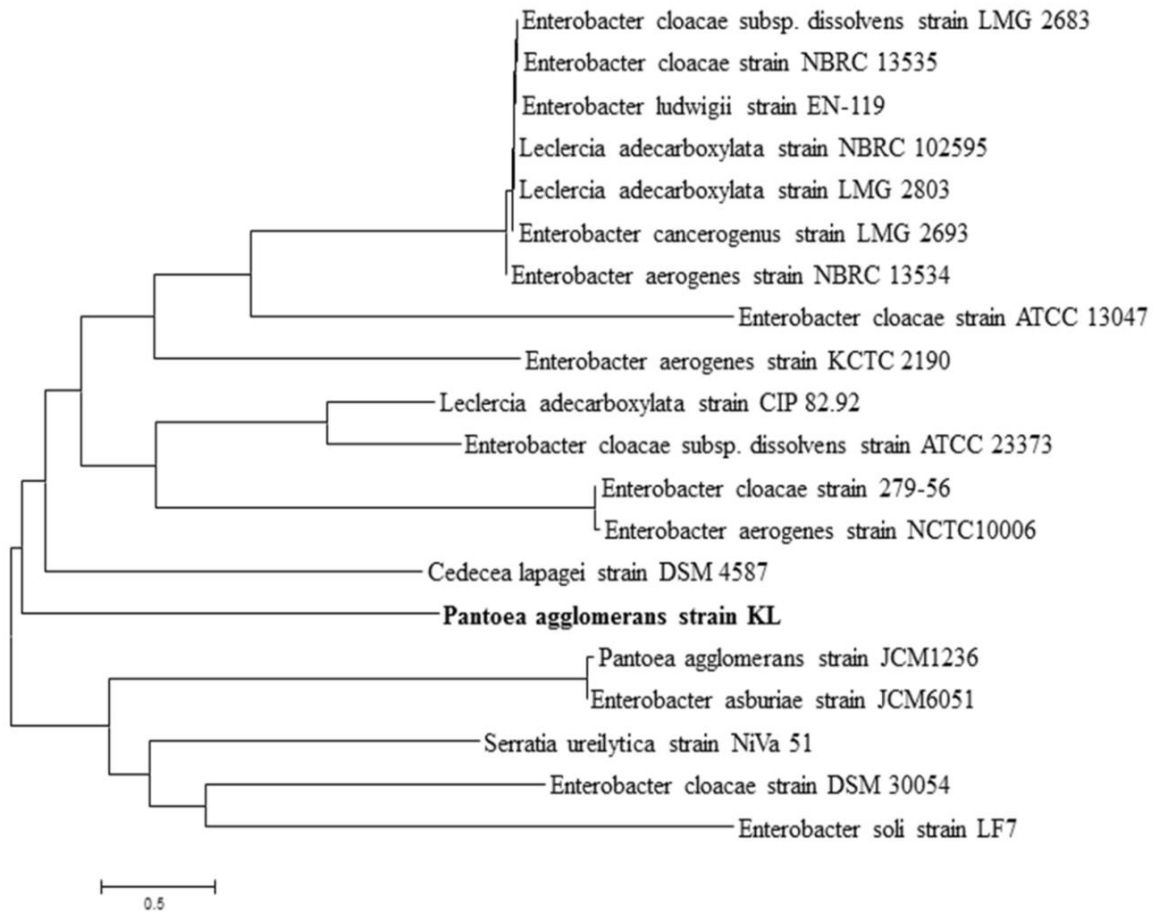 Enterobacter cloacae subsp. dissolvens strain LMG 2683
Enterobacter cloacae strain NBRC 13535
Enterobacter ludwigii strain EN-119
Leclercia adecarboxylata strain NBRC 102595
Leclercia adecarboxylata strain LMG 2803
Enterobacter cancerogenus strain LMG 2693
Enterobacter aerogenes strain NBRC 13534
Enterobacter cloacae strain ATCC 13047
Enterobacter aerogenes strain KCTC 2190
Leclercia adecarboxylata strain CIP 82.92
Enterobacter cloacae subsp. dissolvens strain ATCC 23373
Enterobacter cloacae strain 279-56
Enterobacter aerogenes strain NCTC10006
Cedecea lapagei strain DSM 4587
Pantoea agglomerans strain KL
Pantoea agglomerans strain JCM1236
Enterobacter asburiae strain JCM6051
Serratia ureilytica strain NiVa 51
Enterobacter cloacae strain DSM 30054
Enterobacter soli strain LF7
0.5